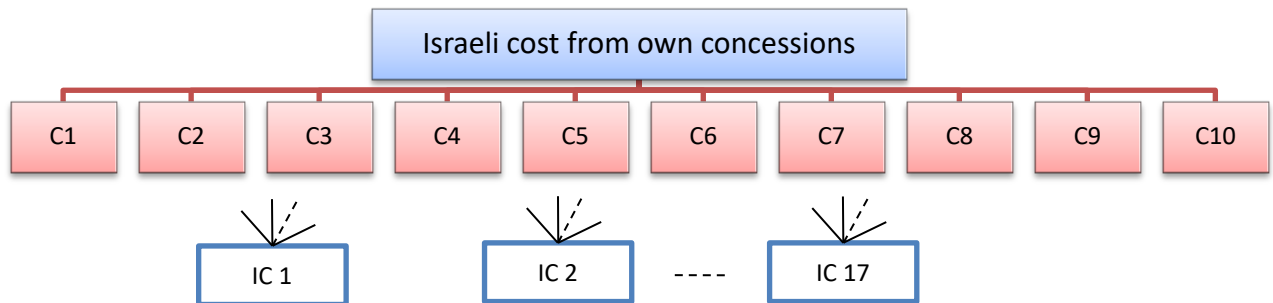 Israeli cost from own concessions
C1 C2 C3 C4 C5 C6 C7 C8 C9 C10
IC 1 IC 2 ---- IC 17